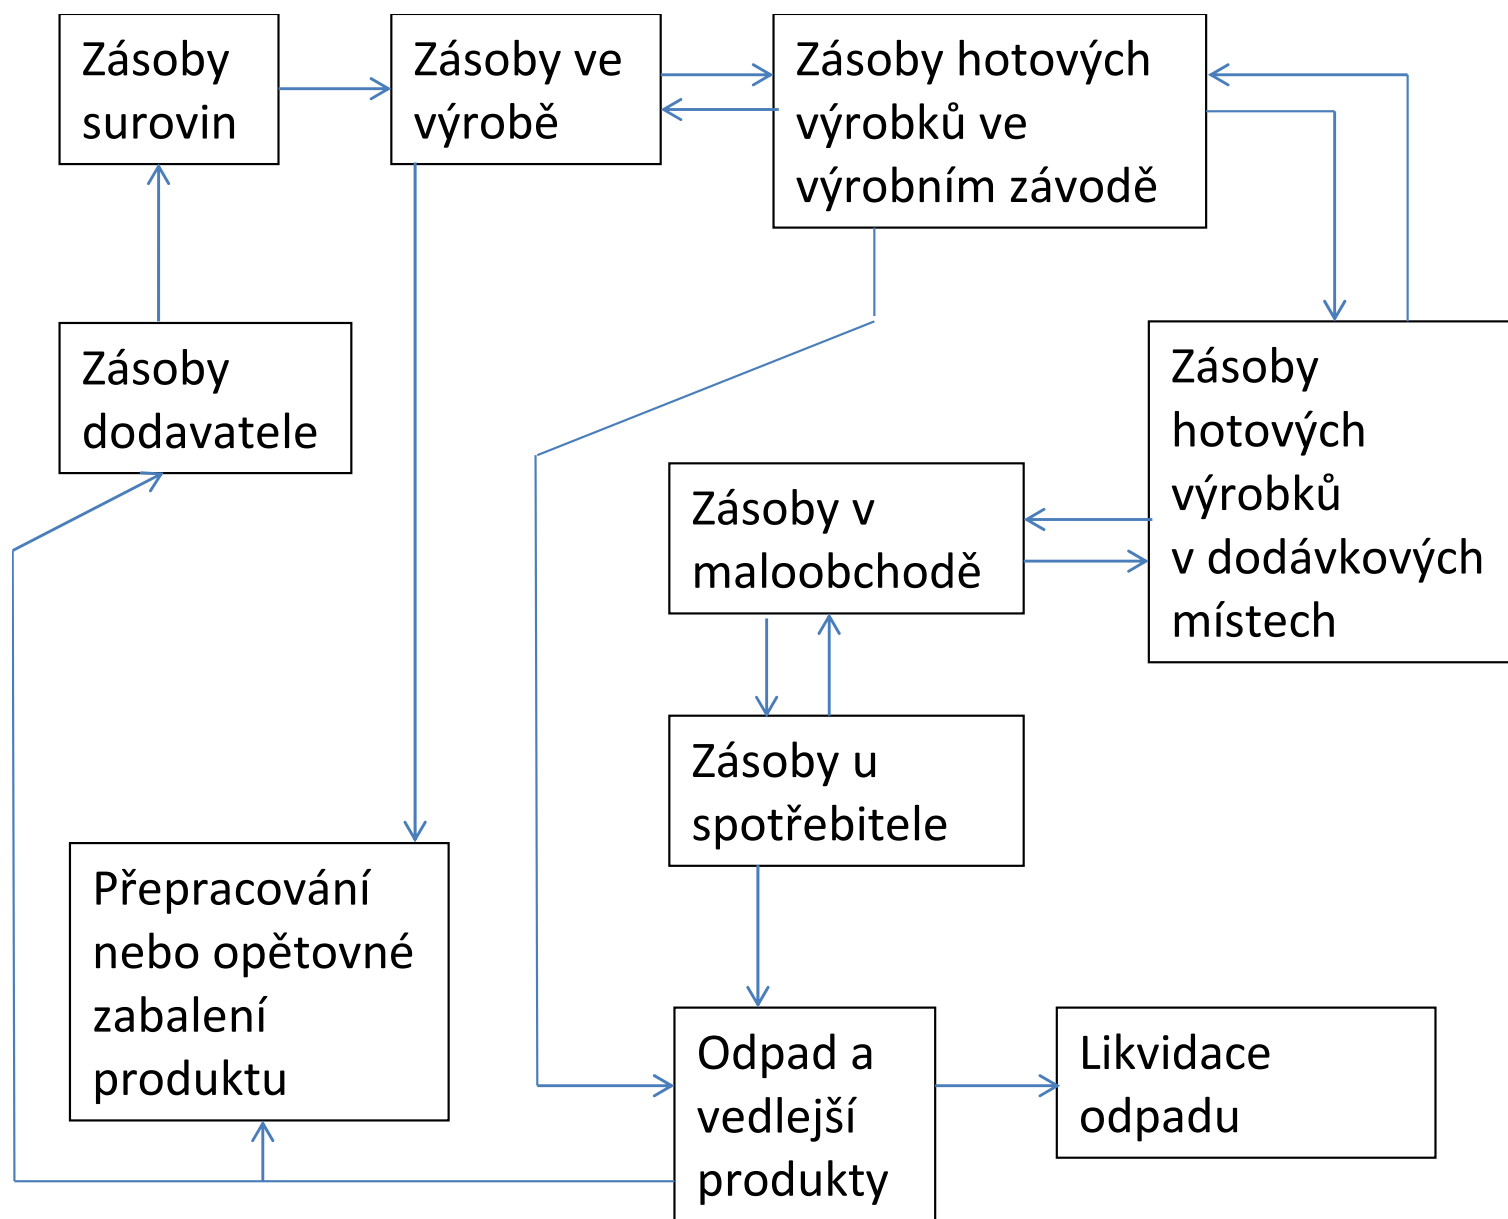 Zásoby
surovin
Zásoby ve
výrobě
Zásoby hotových
výrobků ve
výrobním závodě
Zásoby
dodavatele
Zásoby
hotových
výrobků
v dodávkových
místech
Zásoby v
maloobchodě
Zásoby u
spotřebitele
Přepracování
nebo opětovné
zabalení
produktu
Odpad a
vedlejší
produkty
Likvidace
odpadu